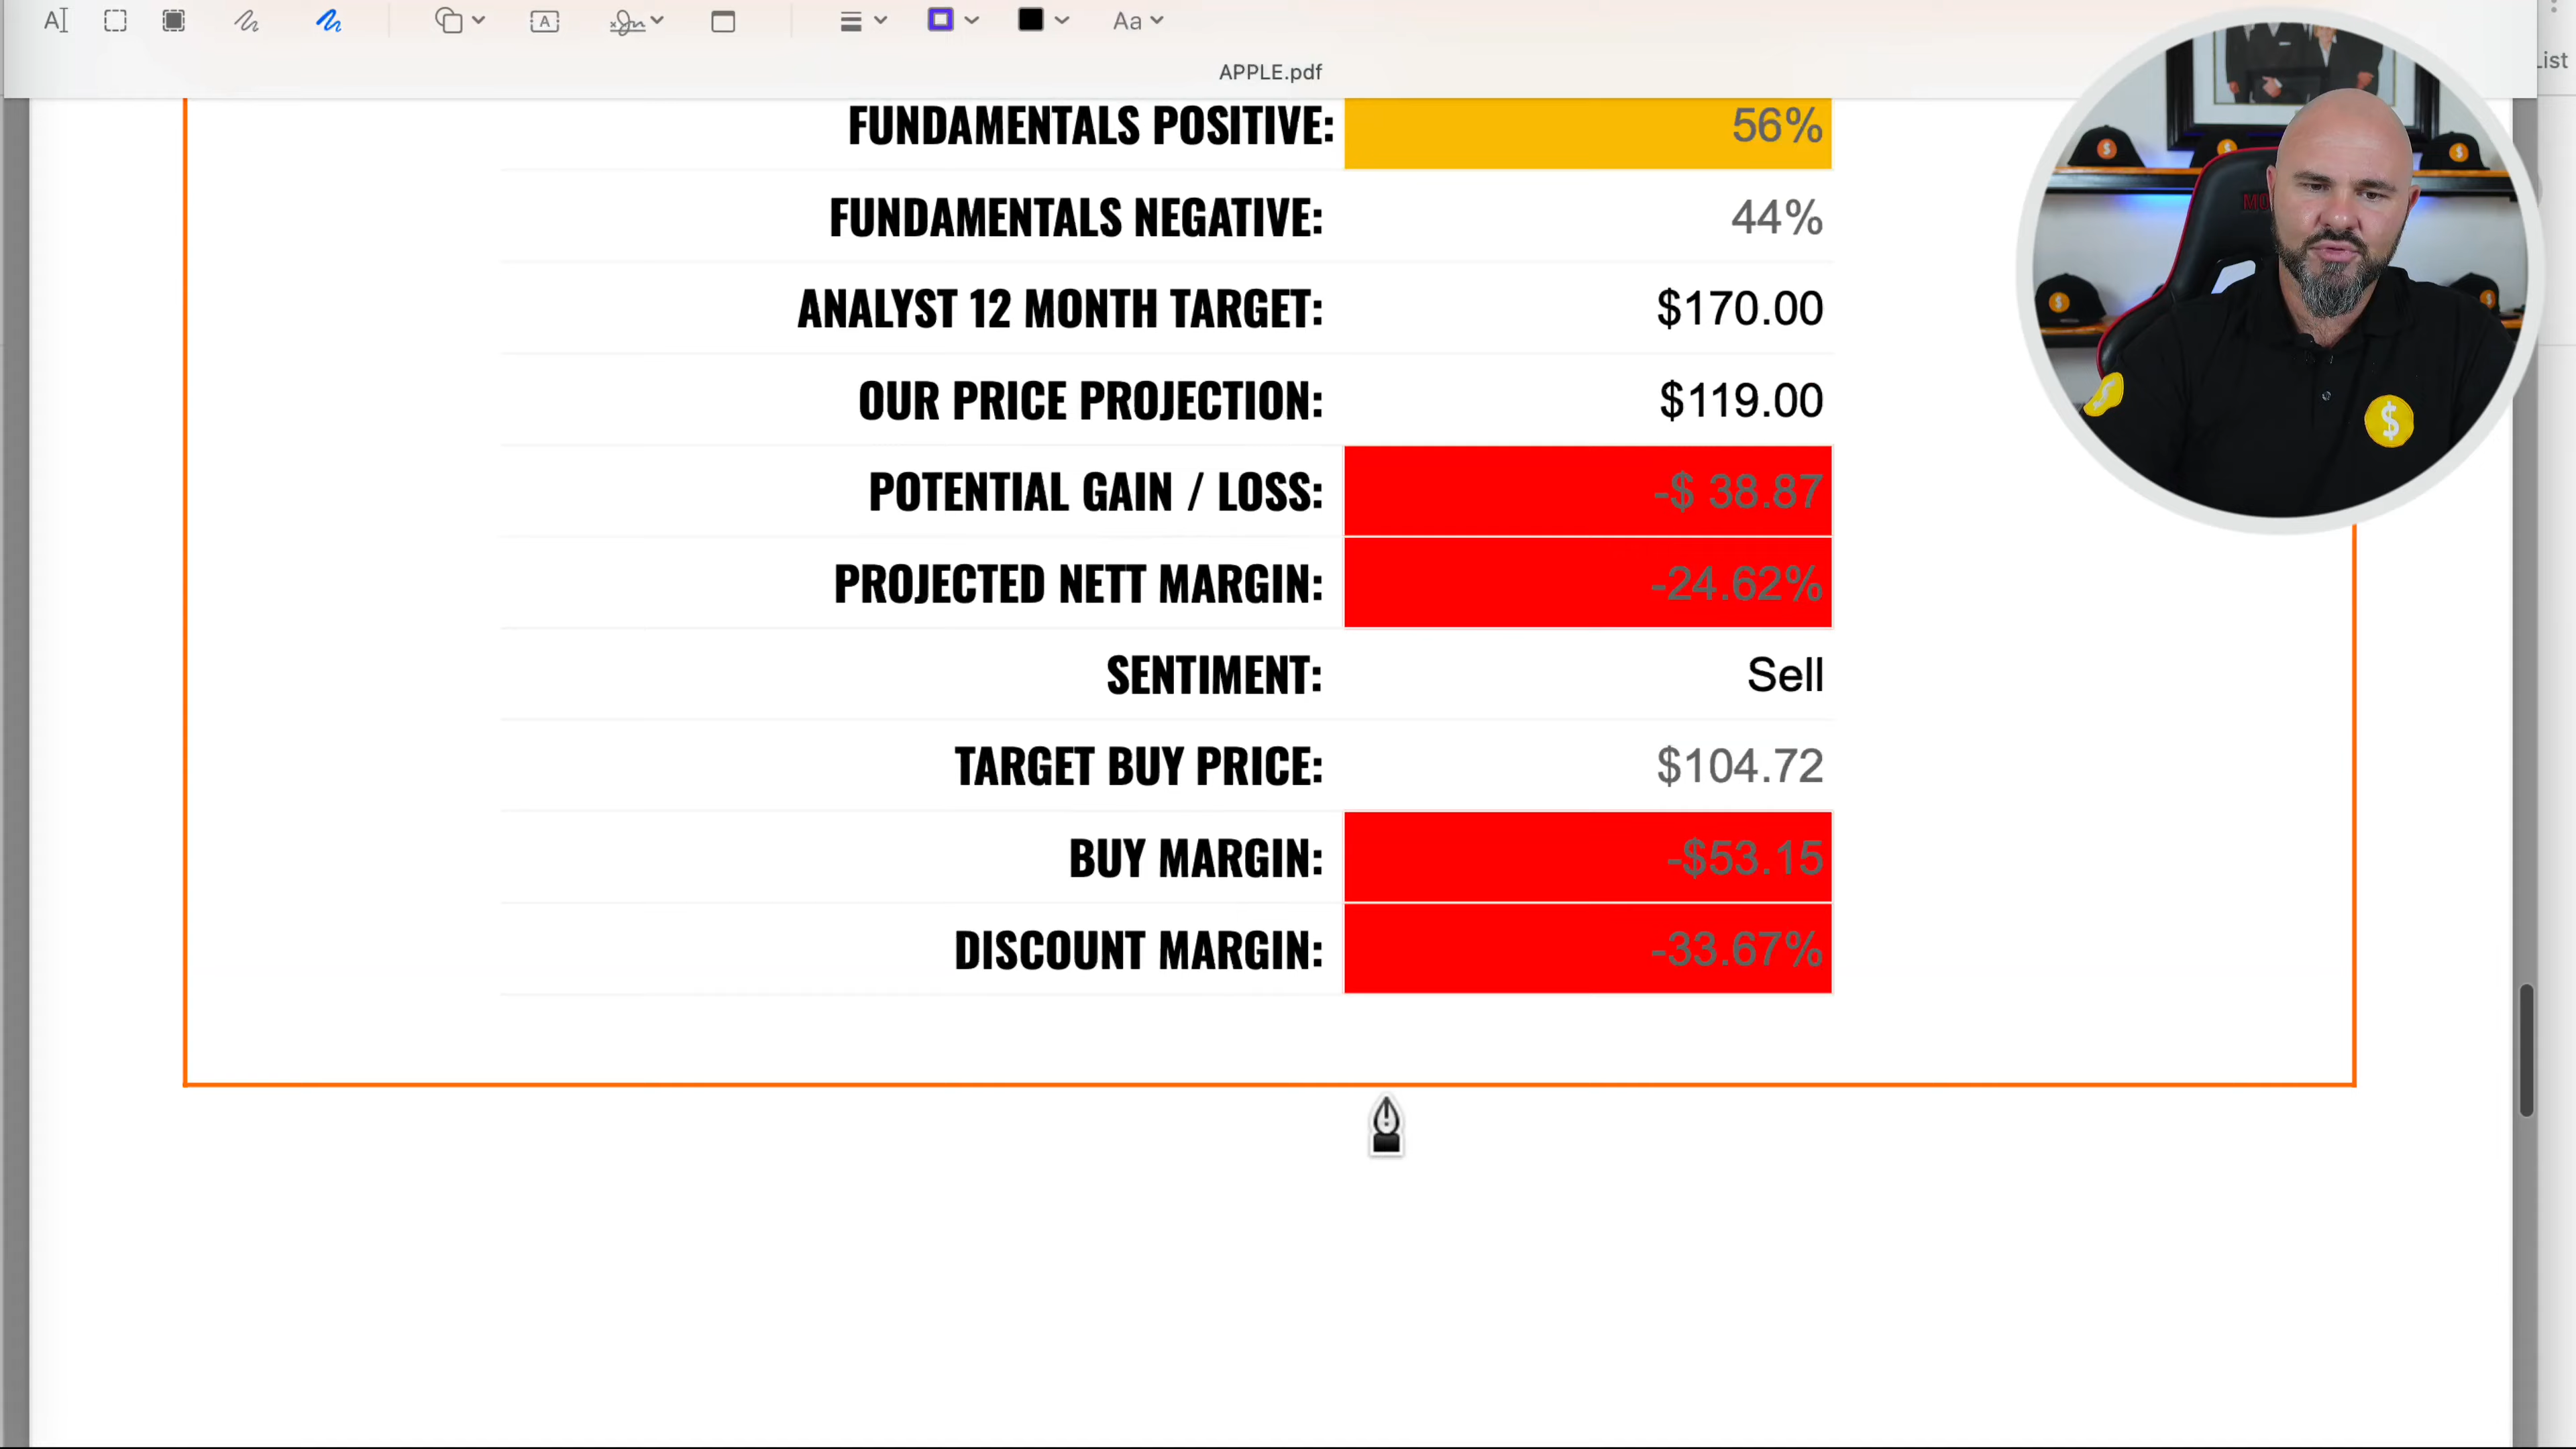 Aa
APPLE.pdf
List
FUNDAMENTALS POSITIVE: 56%
FUNDAMENTALS NEGATIVE: 44%
ANALYST 12 MONTH TARGET: $170.00
OUR PRICE PROJECTION: $119.00
POTENTIAL GAIN / LOSS: -$ 38.87
PROJECTED NETT MARGIN: -24.62%
SENTIMENT: Sell
TARGET BUY PRICE: $104.72
BUY MARGIN: -$53.15
DISCOUNT MARGIN: -33.67%